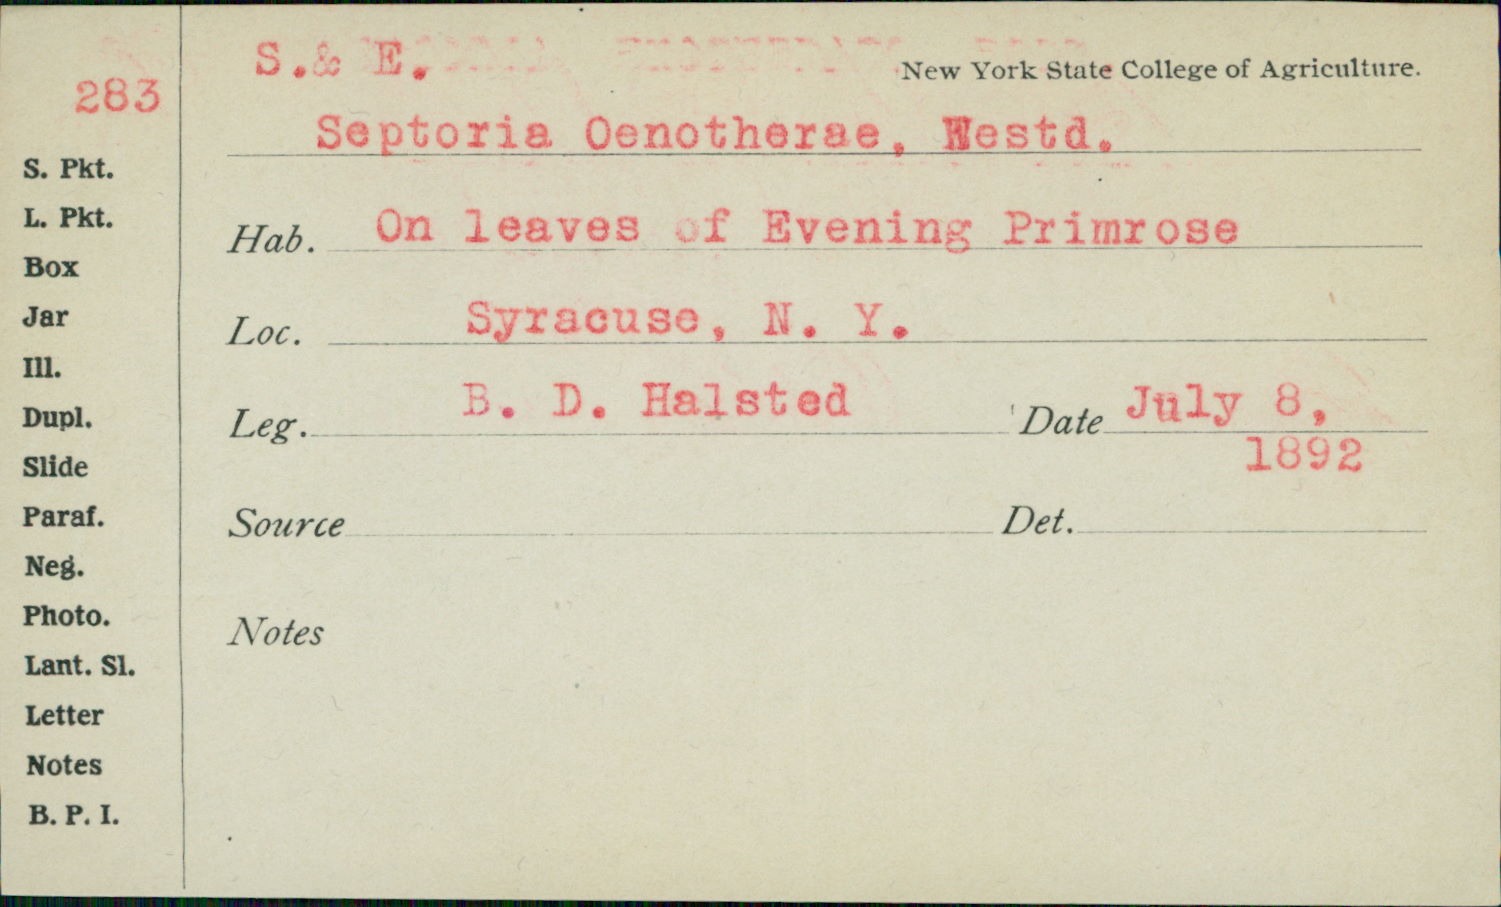 283
S. Pkt.
L. Pkt.
Box
Jar
Ill.
Dupl.
Slide
Paraf.
Neg.
Photo.
Lant. Sl.
Letter
Notes
B. P. I.
S.& E.
New York State College of Agriculture.
Septoria Oenotherae, Westd.
Hab. On leaves of Evening Primrose
Loc. Syracuse, N. Y.
Leg. B. D. Halsted Date July 8,
1892
Source Det.
Notes